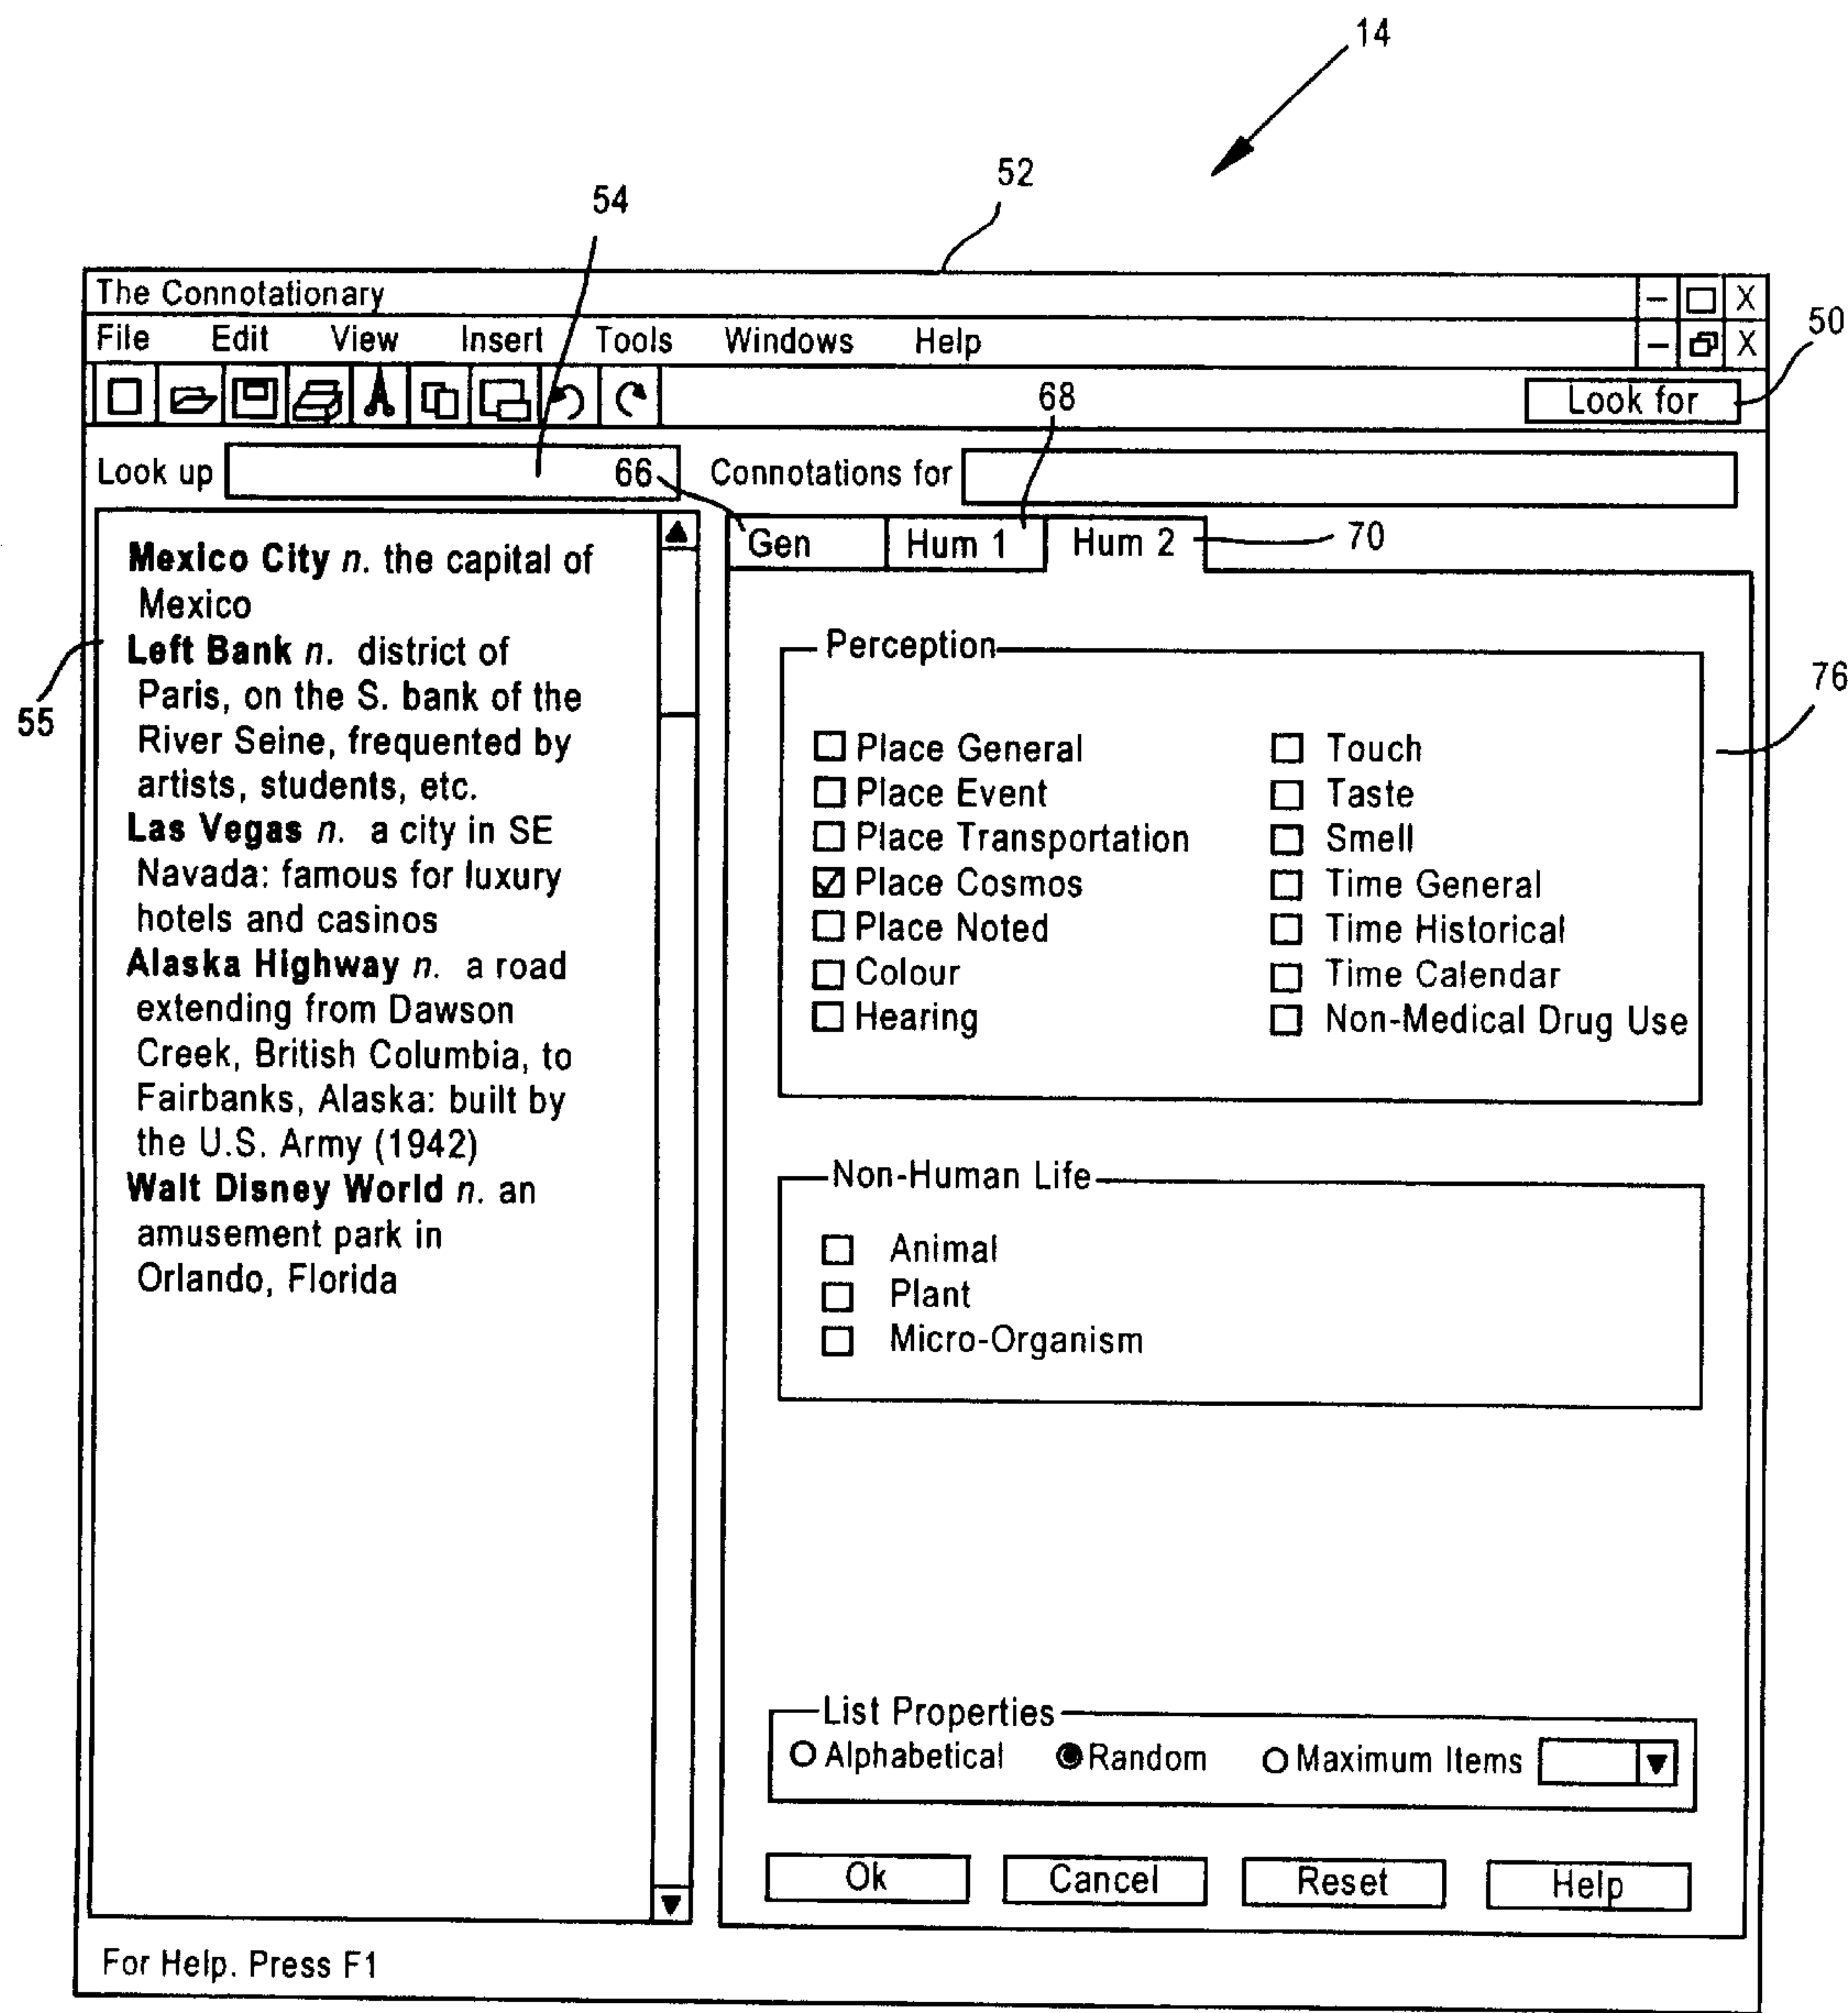 14
52
54
The Connotationary
X
File Edit View Insert Tools Windows Help
X
50
Look for
68
Look up
66
Connotations for
Gen Hum 1 Hum 2
70
Mexico City n. the capital of
Mexico
Left Bank n. district of
Paris, on the S. bank of the
River Seine, frequented by
artists, students, etc.
Las Vegas n. a city in SE
Navada: famous for luxury
hotels and casinos
Alaska Highway n. a road
extending from Dawson
Creek, British Columbia, to
Fairbanks, Alaska: built by
the U.S. Army (1942)
Walt Disney World n. an
amusement park in
Orlando, Florida
55
Perception
76
Place General
Place Event
Place Transportation
Place Cosmos
Place Noted
Colour
Hearing
Touch
Taste
Smell
Time General
Time Historical
Time Calendar
Non-Medical Drug Use
Non-Human Life
Animal
Plant
Micro-Organism
List Properties
Alphabetical Random Maximum Items
Ok Cancel Reset Help
For Help. Press F1